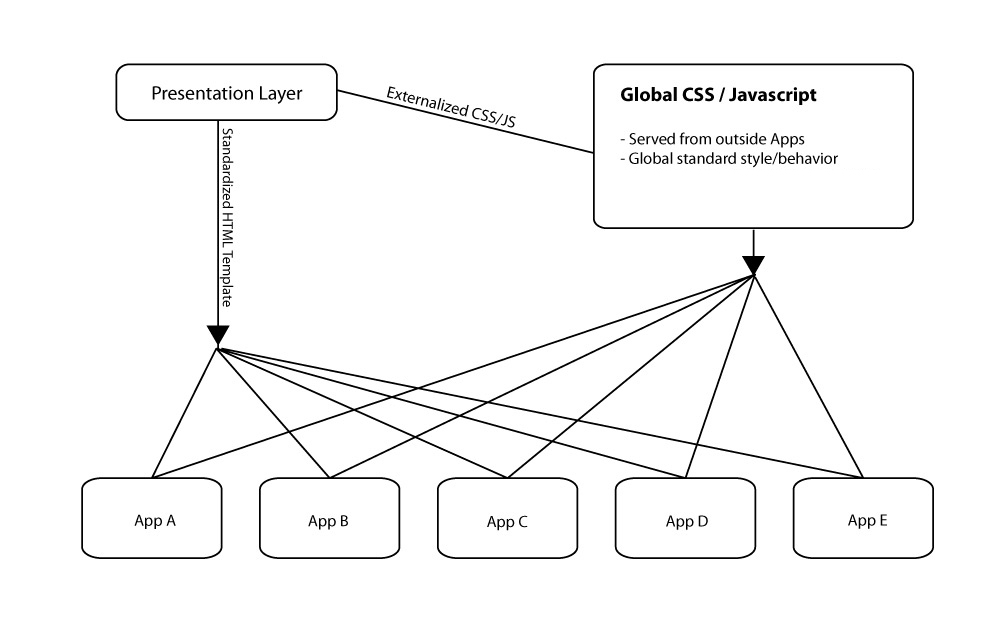 Presentation Layer
Externalized CSS/JS
Global CSS / Javascript
- Served from outside Apps
- Global standard style/behavior
Standardized HTML Template
App A
App B
App C
App D
App E